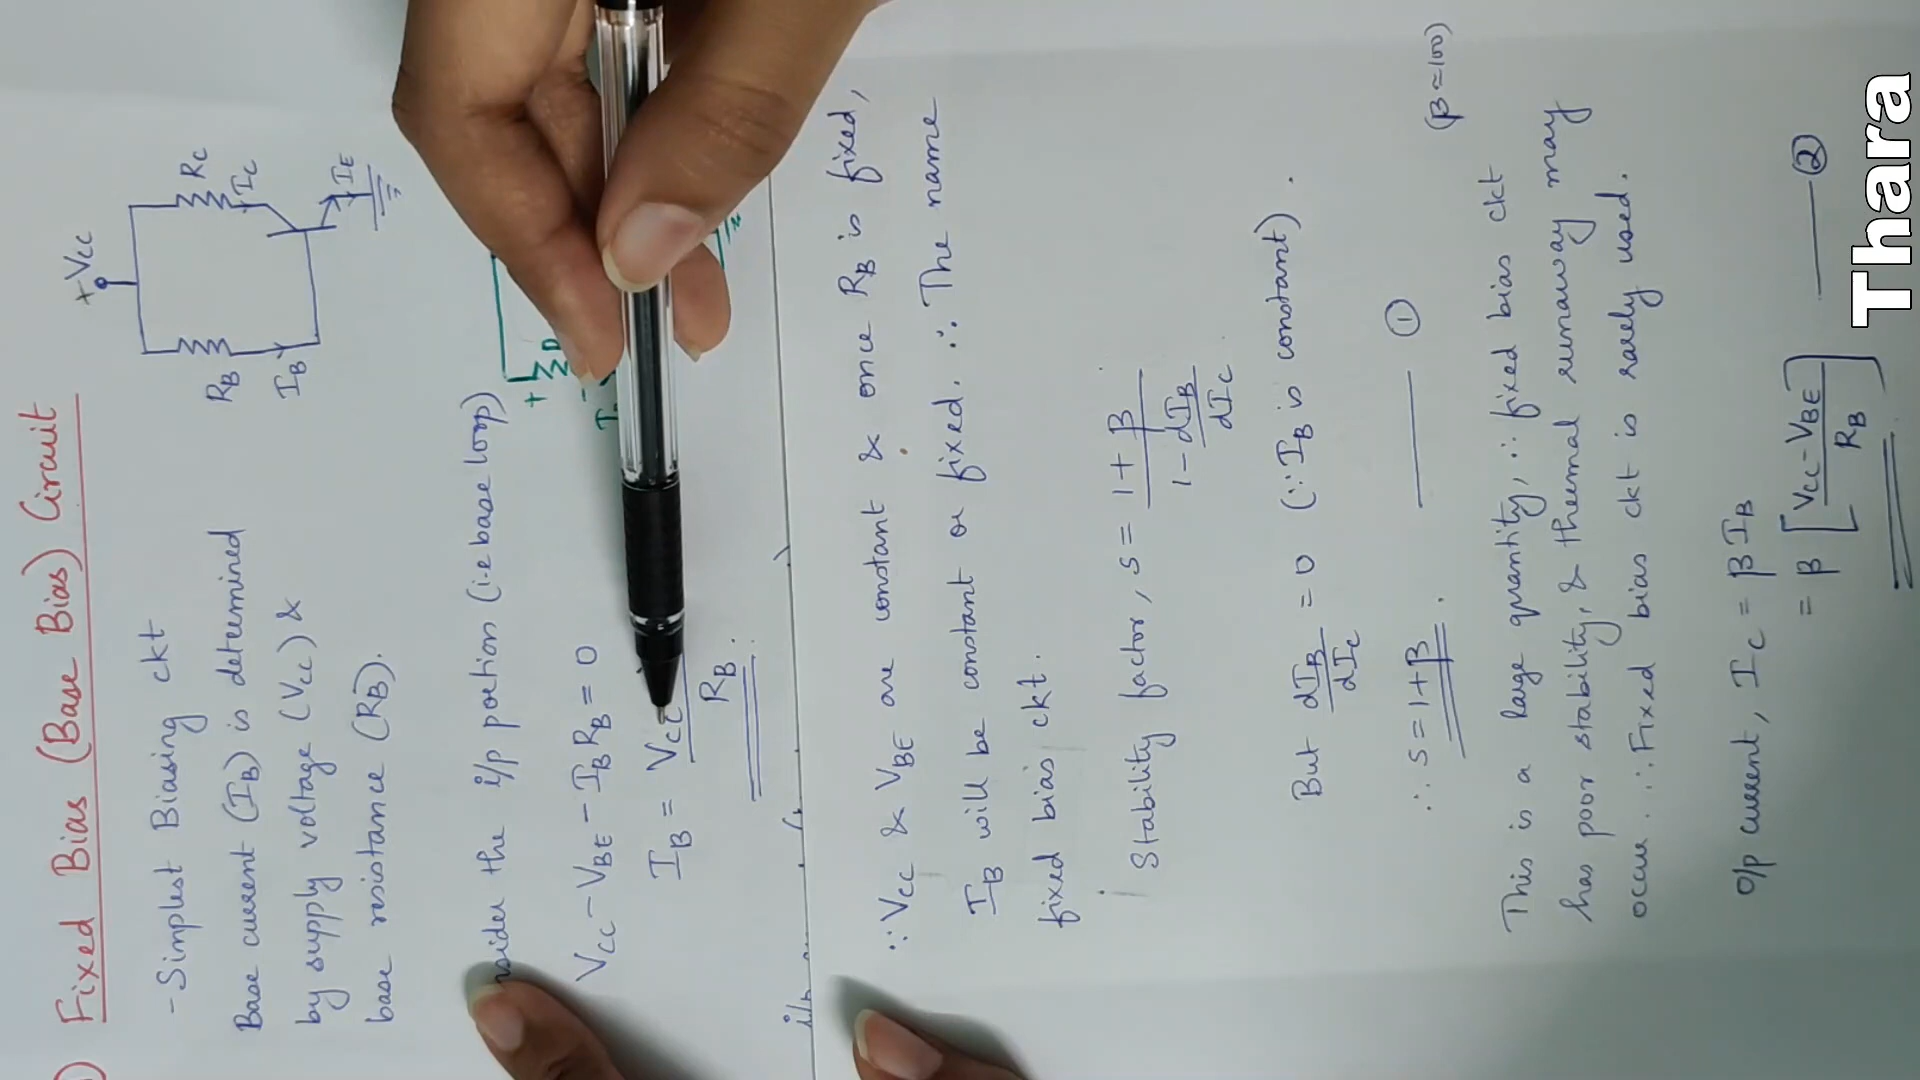 ) Fixed Bias (Base Bias) Circuit
- Simplest Biasing ckt
Base current (IB) is determined
by supply voltage (Vcc) &
base resistance (RB).
+Vcc
RB
RC
IB
IC
IE
the i/p portion (i.e base loop)
Vcc - VBE - IB RB = 0
IB = Vcc
RB
+
-
∵ Vcc & VBE are constant & once RB is fixed,
IB will be constant or fixed. ∴ The name
fixed bias ckt.
Stability factor, S = 1 + β
1 - dIB
dIc
But dIB = 0 (∵ IB is constant).
dIc
∴ S = 1+β. ——— ①
(β≈100)
This is a large quantity, ∴ fixed bias ckt
has poor stability, & thermal runaway may
occur. ∴ Fixed bias ckt is rarely used.
o/p current, Ic = β IB
= β [ Vcc - VBE ] ——— ②
RB
Thara